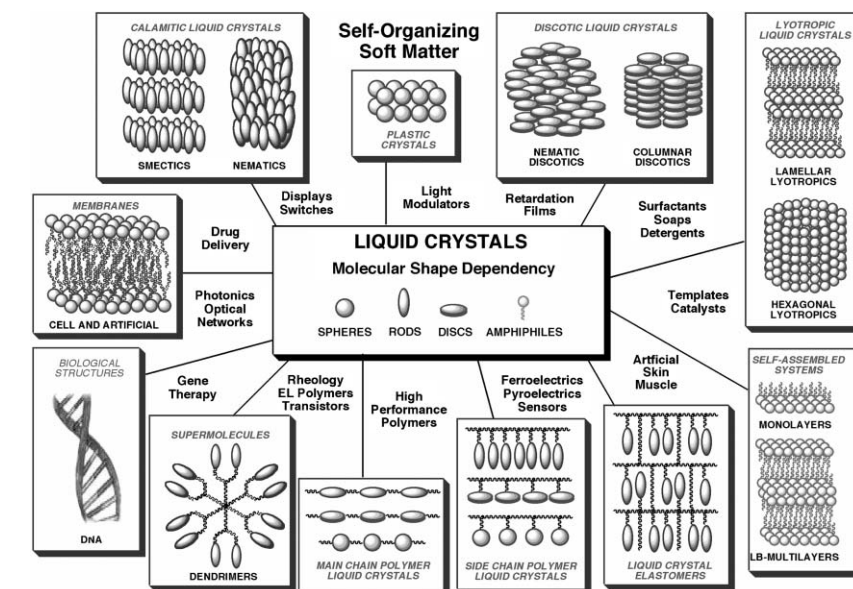 CALAMITIC LIQUID CRYSTALS
SMECTICS
NEMATICS
Self-Organizing
Soft Matter
PLASTIC
CRYSTALS
DISCOTIC LIQUID CRYSTALS
NEMATIC
DISCOTICS
COLUMNAR
DISCOTICS
LYOTROPIC
LIQUID CRYSTALS
LAMELLAR
LYOTROPICS
HEXAGONAL
LYOTROPICS
Displays
Switches
Light
Modulators
Retardation
Films
Surfactants
Soaps
Detergents
MEMBRANES
CELL AND ARTIFICIAL
Drug
Delivery
Photonics
Optical
Networks
LIQUID CRYSTALS
Molecular Shape Dependency
SPHERES
RODS
DISCS
AMPHIPHILES
Templates
Catalysts
BIOLOGICAL
STRUCTURES
DNA
Gene
Therapy
Rheology
EL Polymers
Transistors
High
Performance
Polymers
Ferroelectrics
Pyroelectrics
Sensors
Artficial
Skin
Muscle
SELF-ASSEMBLED
SYSTEMS
MONOLAYERS
LB-MULTILAYERS
SUPERMOLECULES
DENDRIMERS
MAIN CHAIN POLYMER
LIQUID CRYSTALS
SIDE CHAIN POLYMER
LIQUID CRYSTALS
LIQUID CRYSTAL
ELASTOMERS